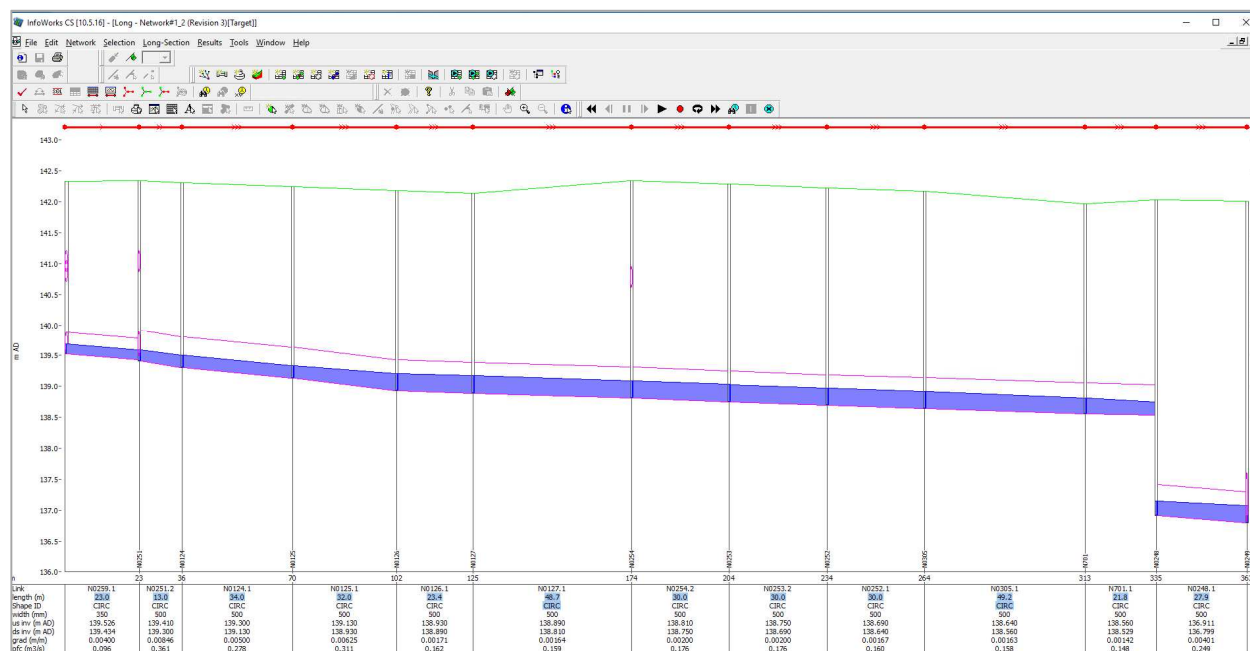 InfoWorks CS [10.5.16] - [Long - Network#1_2 (Revision 3)[Target]]
File Edit Network Selection Long-Section Results Tools Window Help
143.0
142.5
142.0
141.5
141.0
140.5
140.0
139.5
m AD
139.0
138.5
138.0
137.5
137.0
136.5
136.0
N0251 N0124 N0125 N0126 N0127 N0254 N0253 N0252 N0305 N701 N0248 N0249
m 23 36 70 102 125 174 204 234 264 313 335 363
Link N0259.1 N0251.2 N0124.1 N0125.1 N0126.1 N0127.1 N0254.2 N0253.2 N0252.1 N0305.1 N701.1 N0248.1
length (m) 23.0 13.0 34.0 32.0 23.4 48.7 30.0 30.0 30.0 49.2 21.8 27.9
Shape ID CIRC CIRC CIRC CIRC CIRC CIRC CIRC CIRC CIRC CIRC CIRC CIRC
width (mm) 350 500 500 500 500 500 500 500 500 500 500 500
us inv (m AD) 139.526 139.410 139.300 139.130 138.930 138.890 138.810 138.750 138.690 138.640 138.560 136.911
ds inv (m AD) 139.434 139.300 139.130 138.930 138.890 138.810 138.750 138.690 138.640 138.560 138.529 136.799
grad (m/m) 0.00400 0.00846 0.00500 0.00625 0.00171 0.00164 0.00200 0.00200 0.00167 0.00163 0.00142 0.00401
pfc (m3/s) 0.096 0.361 0.278 0.311 0.162 0.159 0.176 0.176 0.160 0.158 0.148 0.249